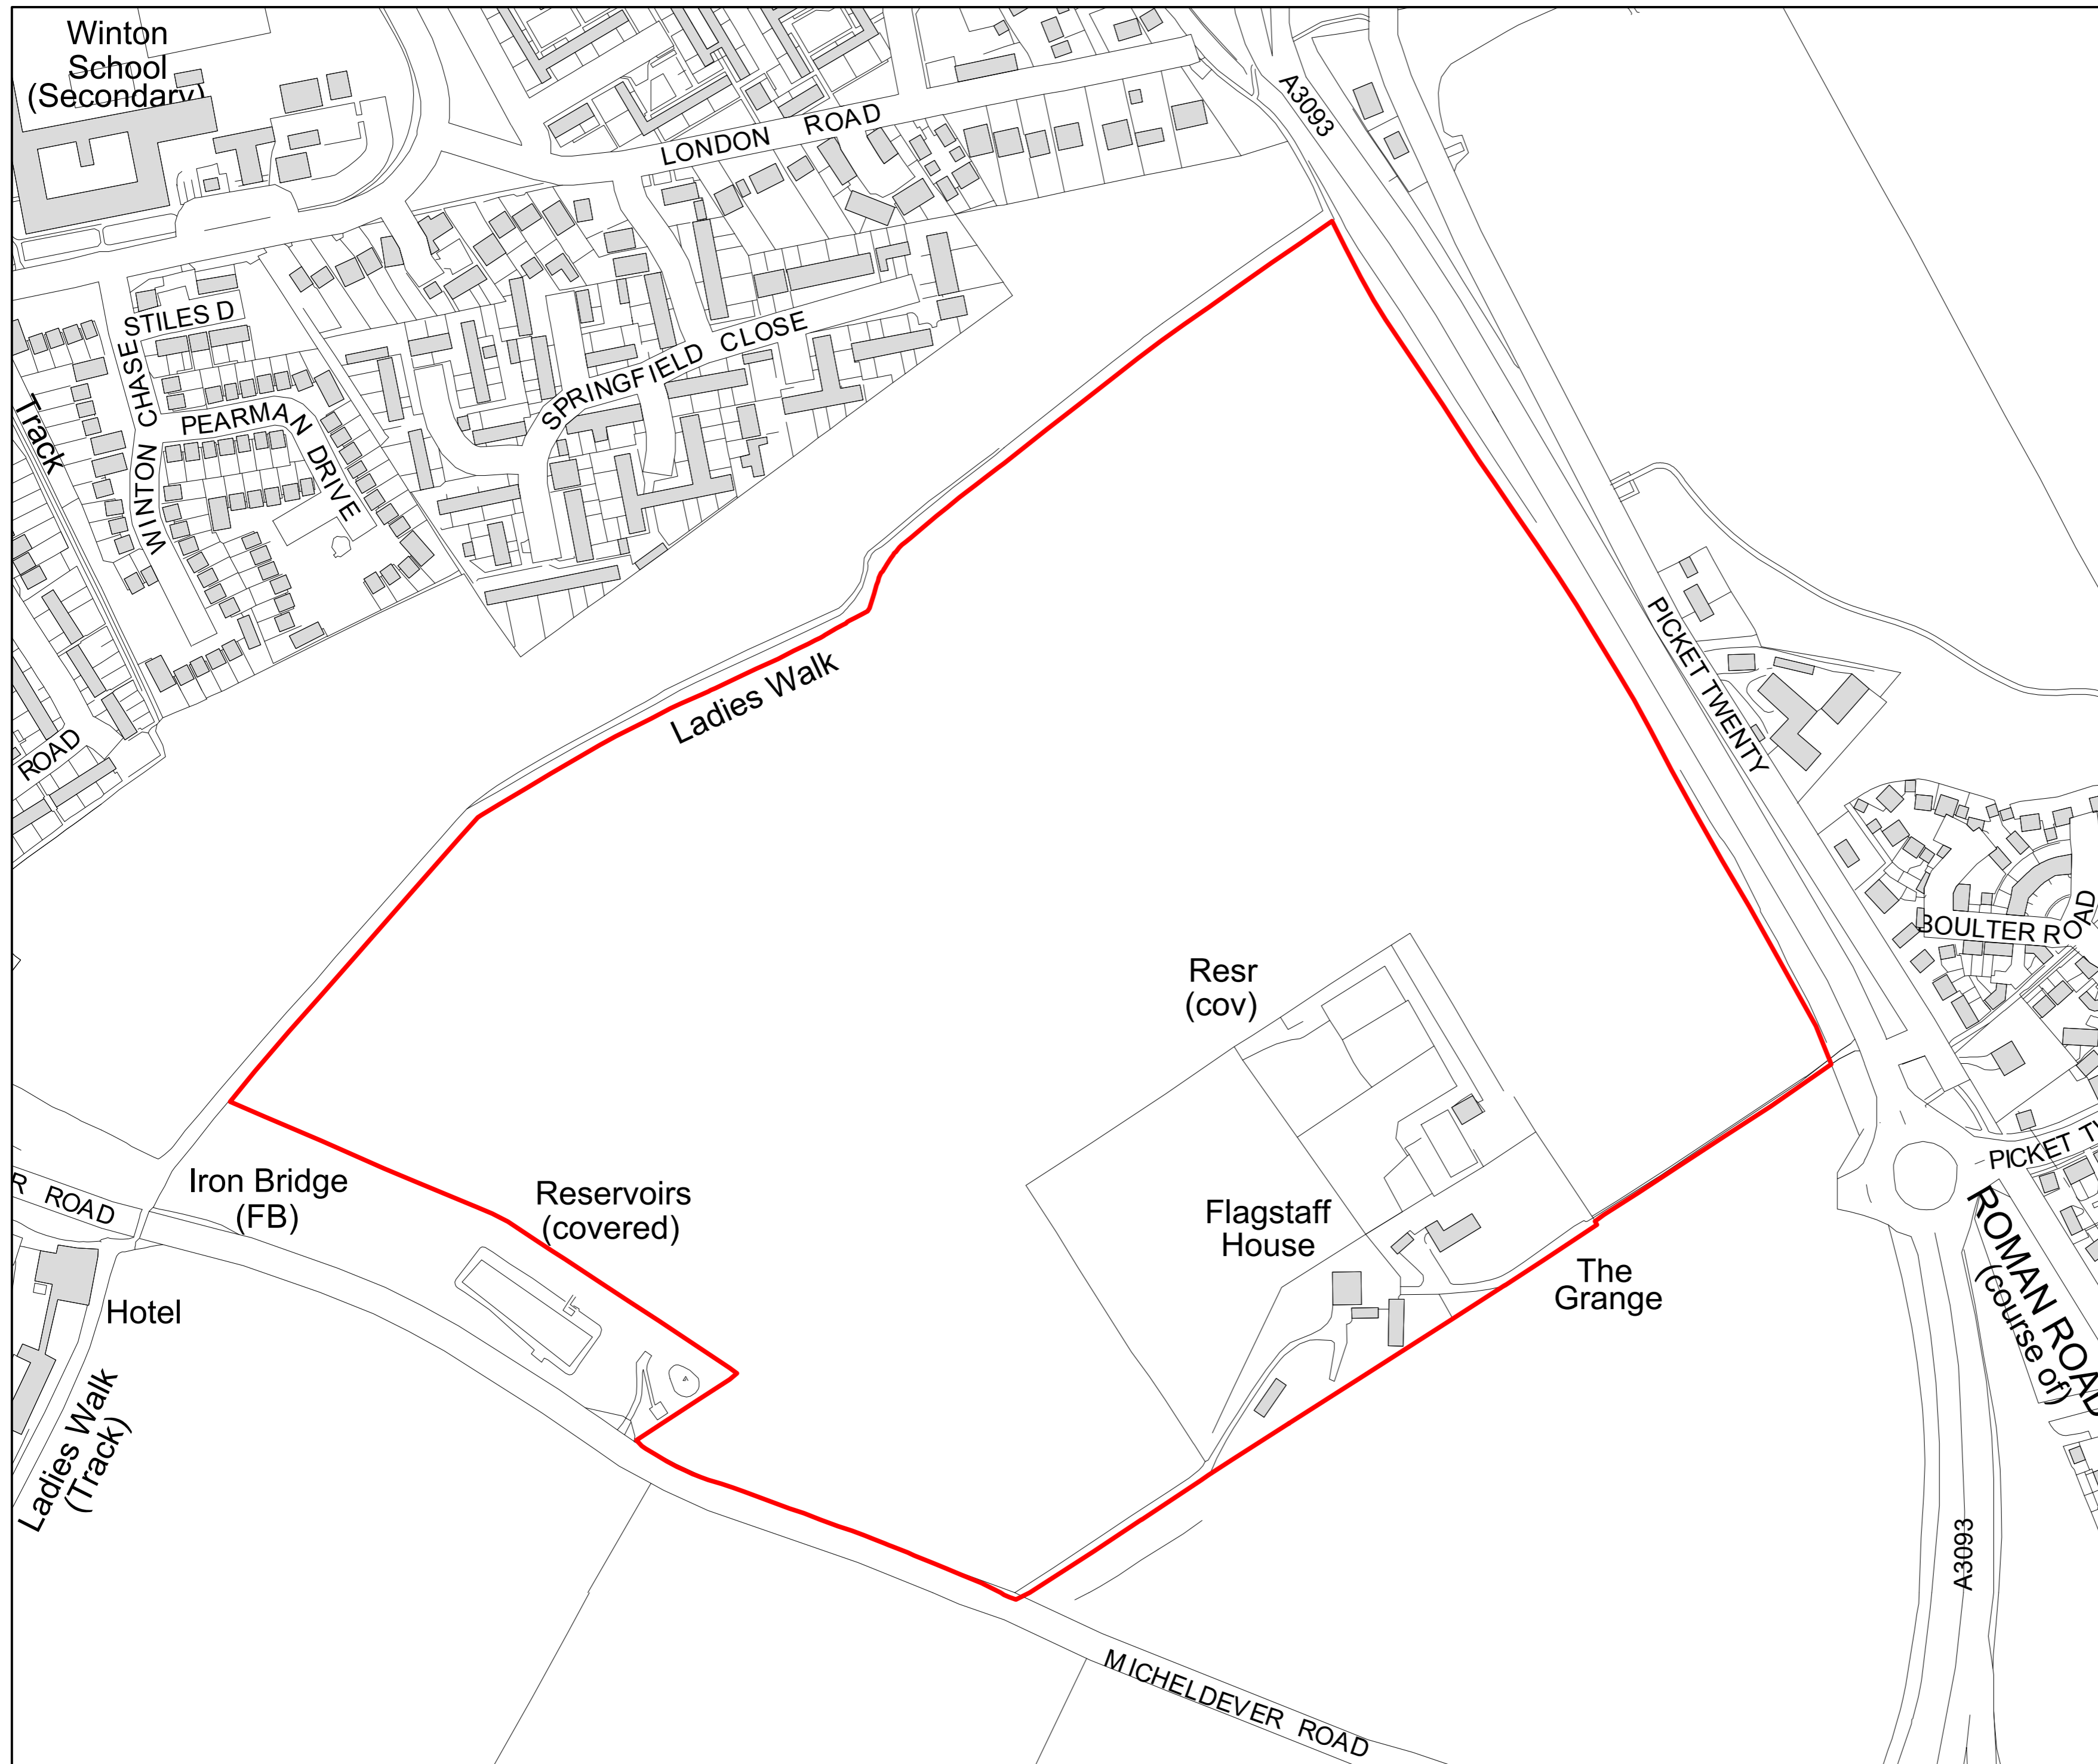 Winton
School
(Secondary)
A3093
LONDON ROAD
STILES D
WINTON CHASE
PEARMAN DRIVE
SPRINGFIELD CLOSE
Track
ROAD
Ladies Walk
PICKET TWENTY
BOULTER ROAD
Resr
(cov)
Iron Bridge
(FB)
R ROAD
Reservoirs
(covered)
Flagstaff
House
The
Grange
PICKET T
ROMAN ROAD
(course of)
Hotel
Ladies Walk
(Track)
A3093
MICHELDEVER ROAD